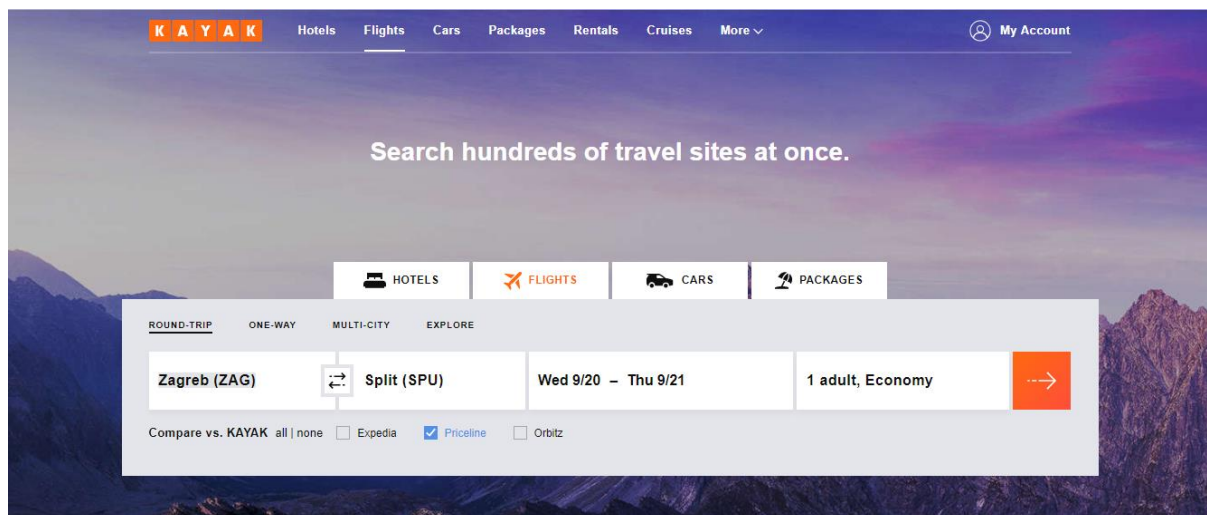 KAYAK Hotels Flights Cars Packages Rentals Cruises More My Account
Search hundreds of travel sites at once.
HOTELS FLIGHTS CARS PACKAGES
ROUND-TRIP ONE-WAY MULTI-CITY EXPLORE
Zagreb (ZAG) Split (SPU) Wed 9/20 – Thu 9/21 1 adult, Economy
Compare vs. KAYAK all | none Expedia Priceline Orbitz